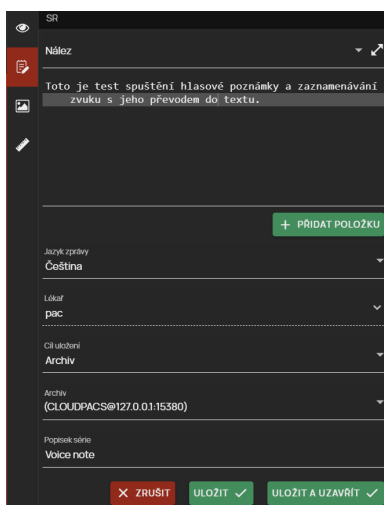 SR
Nález
Toto je test spuštění hlasové poznámky a zaznamenávání
zvuku s jeho převodem do textu.
+ PŘIDAT POLOŽKU
Jazyk zprávy
Čeština
Lékař
pac
Cíl uložení
Archiv
Archiv
(CLOUDPACS@127.0.0.1:15380)
Popisek série
Voice note
ZRUŠIT ULOŽIT ULOŽIT A UZAVŘÍT